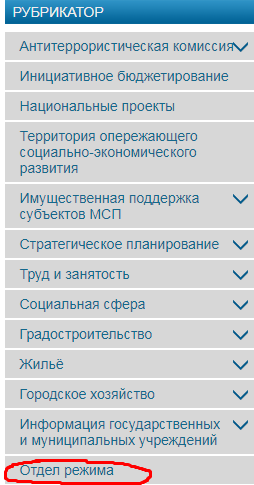 РУБРИКАТОР
Антитеррористическая комиссия
Инициативное бюджетирование
Национальные проекты
Территория опережающего
социально-экономического
развития
Имущественная поддержка
субъектов МСП
Стратегическое планирование
Труд и занятость
Социальная сфера
Градостроительство
Жильё
Городское хозяйство
Информация государственных
и муниципальных учреждений
Отдел режима